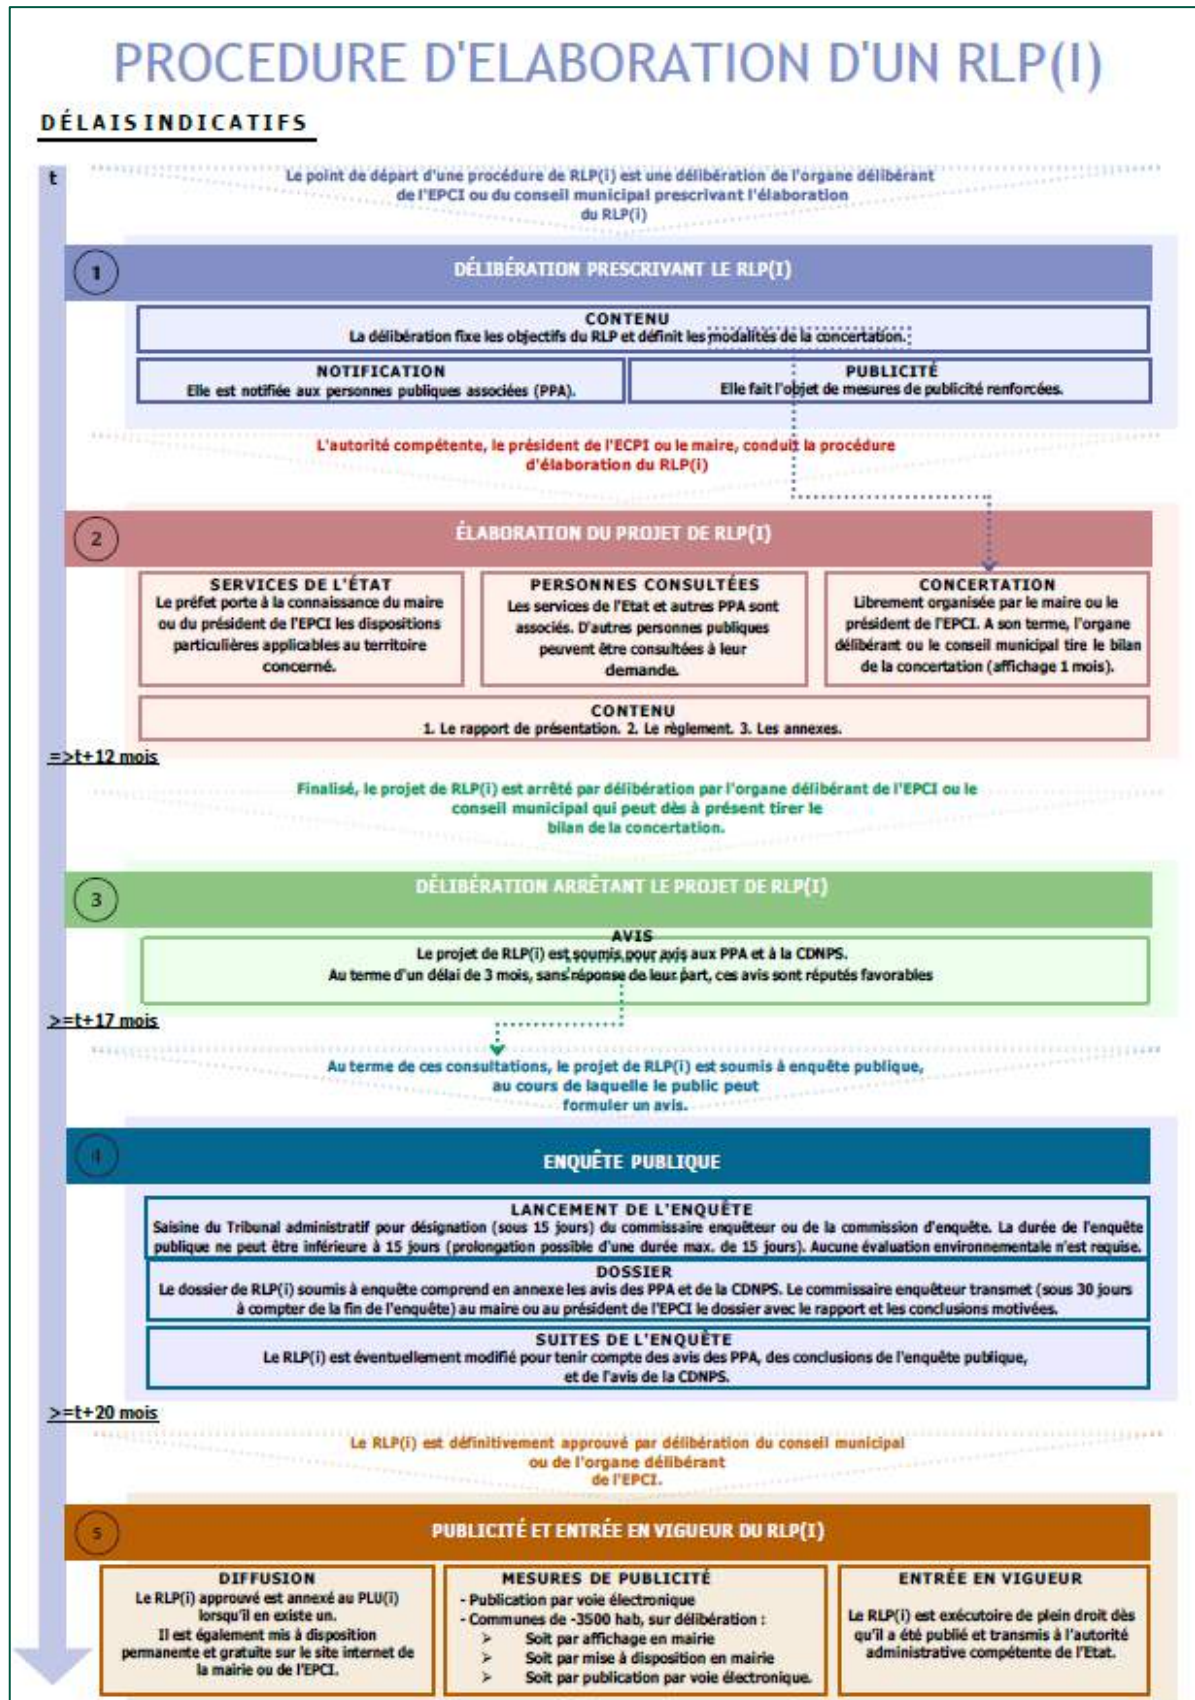 PROCEDURE D'ELABORATION D'UN RLP(I)
DÉLAIS INDICATIFS
t
Le point de départ d'une procédure de RLP(i) est une délibération de l'organe délibérant
de l'EPCI ou du conseil municipal prescrivant l'élaboration
du RLP(i)
1
DÉLIBÉRATION PRESCRIVANT LE RLP(I)
CONTENU
La délibération fixe les objectifs du RLP et définit les modalités de la concertation.
NOTIFICATION
Elle est notifiée aux personnes publiques associées (PPA).
PUBLICITÉ
Elle fait l'objet de mesures de publicité renforcées.
L'autorité compétente, le président de l'ECPI ou le maire, conduit la procédure
d'élaboration du RLP(i)
2
ÉLABORATION DU PROJET DE RLP(I)
SERVICES DE L'ÉTAT
Le préfet porte à la connaissance du maire
ou du président de l'EPCI les dispositions
particulières applicables au territoire
concerné.
PERSONNES CONSULTÉES
Les services de l'Etat et autres PPA sont
associés. D'autres personnes publiques
peuvent être consultées à leur
demande.
CONCERTATION
Librement organisée par le maire ou le
président de l'EPCI. A son terme, l'organe
délibérant ou le conseil municipal tire le bilan
de la concertation (affichage 1 mois).
CONTENU
1. Le rapport de présentation. 2. Le règlement. 3. Les annexes.
=>t+12 mois
Finalisé, le projet de RLP(i) est arrêté par délibération par l'organe délibérant de l'EPCI ou le
conseil municipal qui peut dès à présent tirer le
bilan de la concertation.
3
DÉLIBÉRATION ARRÊTANT LE PROJET DE RLP(I)
AVIS
Le projet de RLP(i) est soumis pour avis aux PPA et à la CDNPS.
Au terme d'un délai de 3 mois, sans réponse de leur part, ces avis sont réputés favorables
>=t+17 mois
Au terme de ces consultations, le projet de RLP(i) est soumis à enquête publique,
au cours de laquelle le public peut
formuler un avis.
4
ENQUÊTE PUBLIQUE
LANCEMENT DE L'ENQUÊTE
Saisine du Tribunal administratif pour désignation (sous 15 jours) du commissaire enquêteur ou de la commission d'enquête. La durée de l'enquête
publique ne peut être inférieure à 15 jours (prolongation possible d'une durée max. de 15 jours). Aucune évaluation environnementale n'est requise.
DOSSIER
Le dossier de RLP(i) soumis à enquête comprend en annexe les avis des PPA et de la CDNPS. Le commissaire enquêteur transmet (sous 30 jours
à compter de la fin de l'enquête) au maire ou au président de l'EPCI le dossier avec le rapport et les conclusions motivées.
SUITES DE L'ENQUÊTE
Le RLP(i) est éventuellement modifié pour tenir compte des avis des PPA, des conclusions de l'enquête publique,
et de l'avis de la CDNPS.
>=t+20 mois
Le RLP(i) est définitivement approuvé par délibération du conseil municipal
ou de l'organe délibérant
de l'EPCI.
5
PUBLICITÉ ET ENTRÉE EN VIGUEUR DU RLP(I)
DIFFUSION
Le RLP(i) approuvé est annexé au PLU(i)
lorsqu'il en existe un.
Il est également mis à disposition
permanente et gratuite sur le site internet de
la mairie ou de l'EPCI.
MESURES DE PUBLICITÉ
- Publication par voie électronique
- Communes de -3500 hab, sur délibération :
➢ Soit par affichage en mairie
➢ Soit par mise à disposition en mairie
➢ Soit par publication par voie électronique.
ENTRÉE EN VIGUEUR
Le RLP(i) est exécutoire de plein droit dès
qu'il a été publié et transmis à l'autorité
administrative compétente de l'Etat.